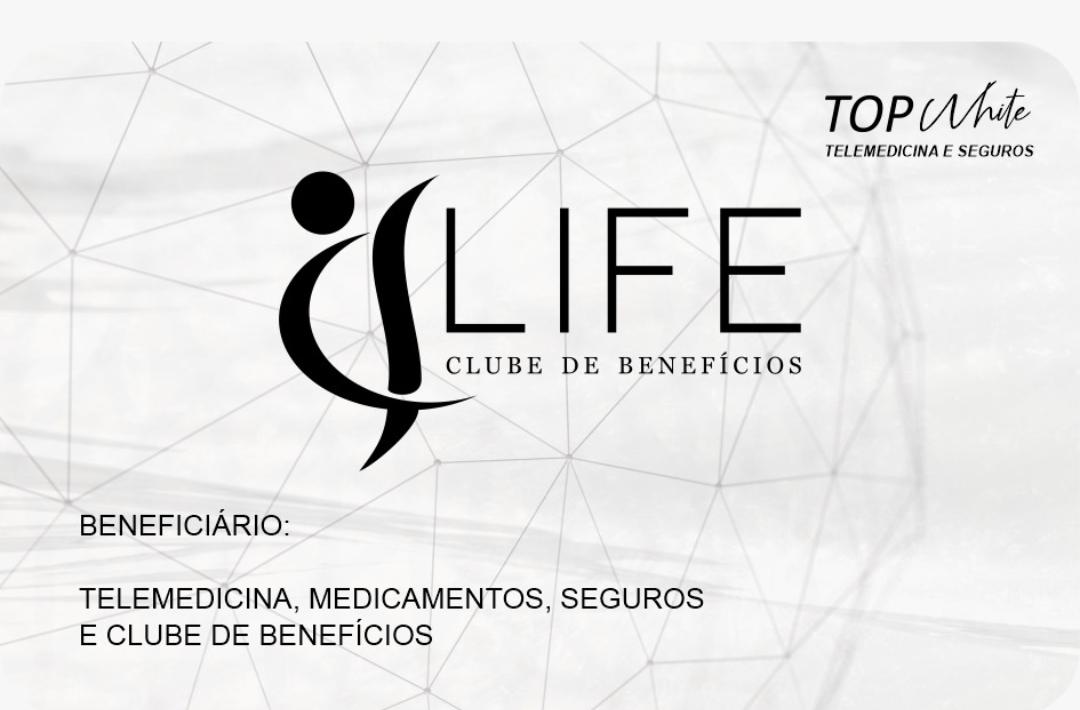 TOP White
TELEMEDICINA E SEGUROS
LIFE
CLUBE DE BENEFÍCIOS
BENEFICIÁRIO:
TELEMEDICINA, MEDICAMENTOS, SEGUROS
E CLUBE DE BENEFÍCIOS